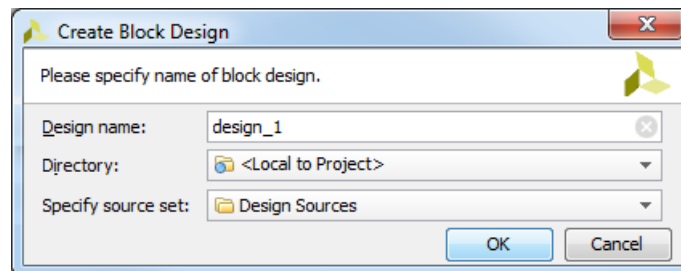 Create Block Design
Please specify name of block design.
Design name: design_1
Directory: <Local to Project>
Specify source set: Design Sources
OK Cancel